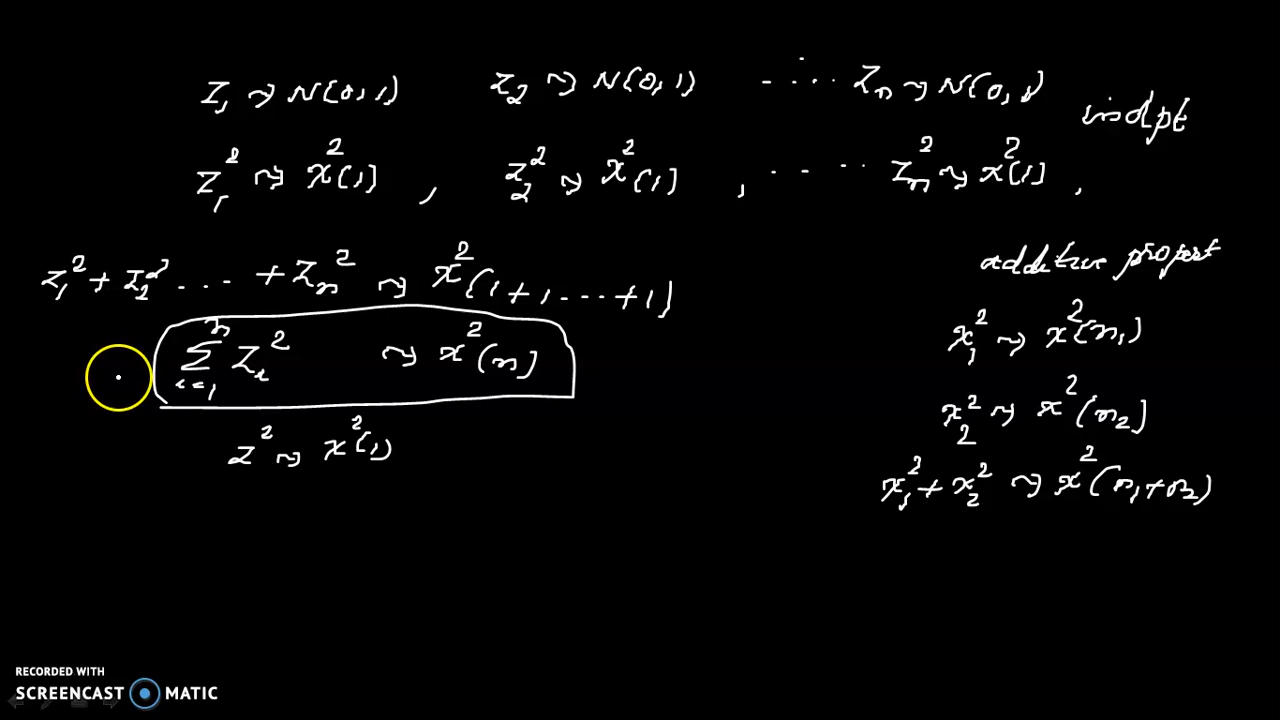 Z₁ ~> N(0,1) Z₂ ~> N(0,1) ...... Zₙ ~> N(0,1) indpt
Z₁² ~> χ²(1) , Z₂² ~> χ²(1) , ..... Zₙ² ~> χ²(1) ,
Z₁² + Z₂² .... + Zₙ² ~> χ²(1+1....+1)
∑ᵢ₌₁ⁿ Zᵢ² ~> χ²(n)
Z² ~> χ²(1)
additive propert
χ₁² ~> χ²(n₁)
χ₂² ~> χ²(n₂)
χ₁² + χ₂² ~> χ²(n₁+n₂)
RECORDED WITH
SCREENCAST MATIC